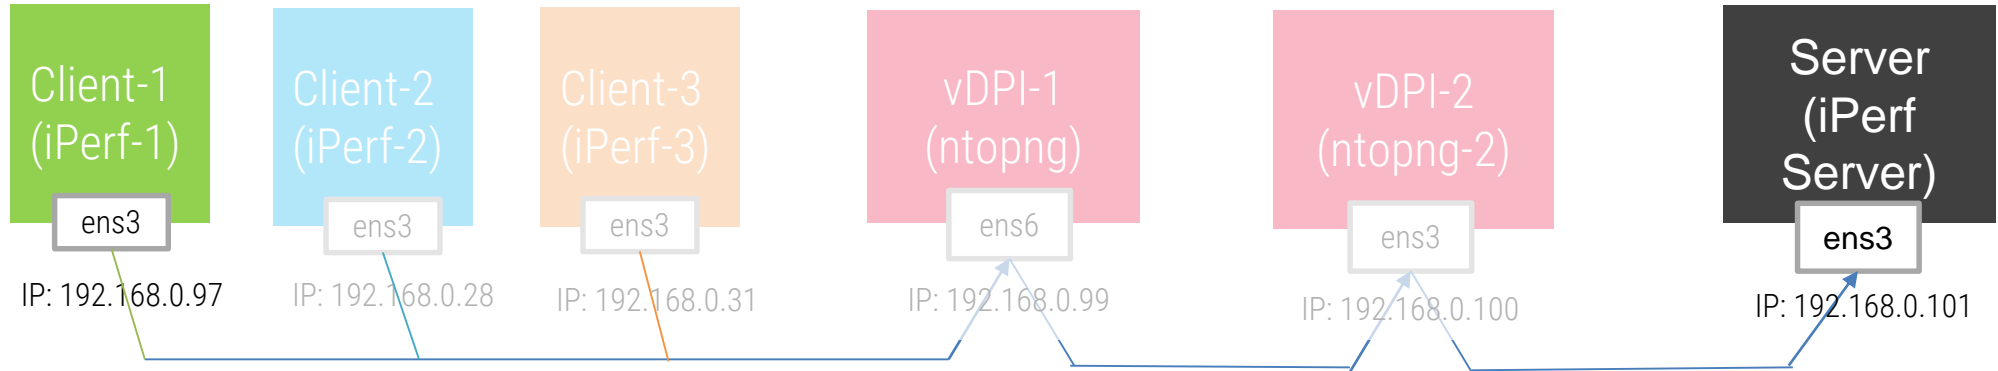 Client-1
(iPerf-1)
ens3
IP: 192.168.0.97
Client-2
(iPerf-2)
ens3
IP: 192.168.0.28
Client-3
(iPerf-3)
ens3
IP: 192.168.0.31
vDPI-1
(ntopng)
ens6
IP: 192.168.0.99
vDPI-2
(ntopng-2)
ens3
IP: 192.168.0.100
Server
(iPerf
Server)
ens3
IP: 192.168.0.101